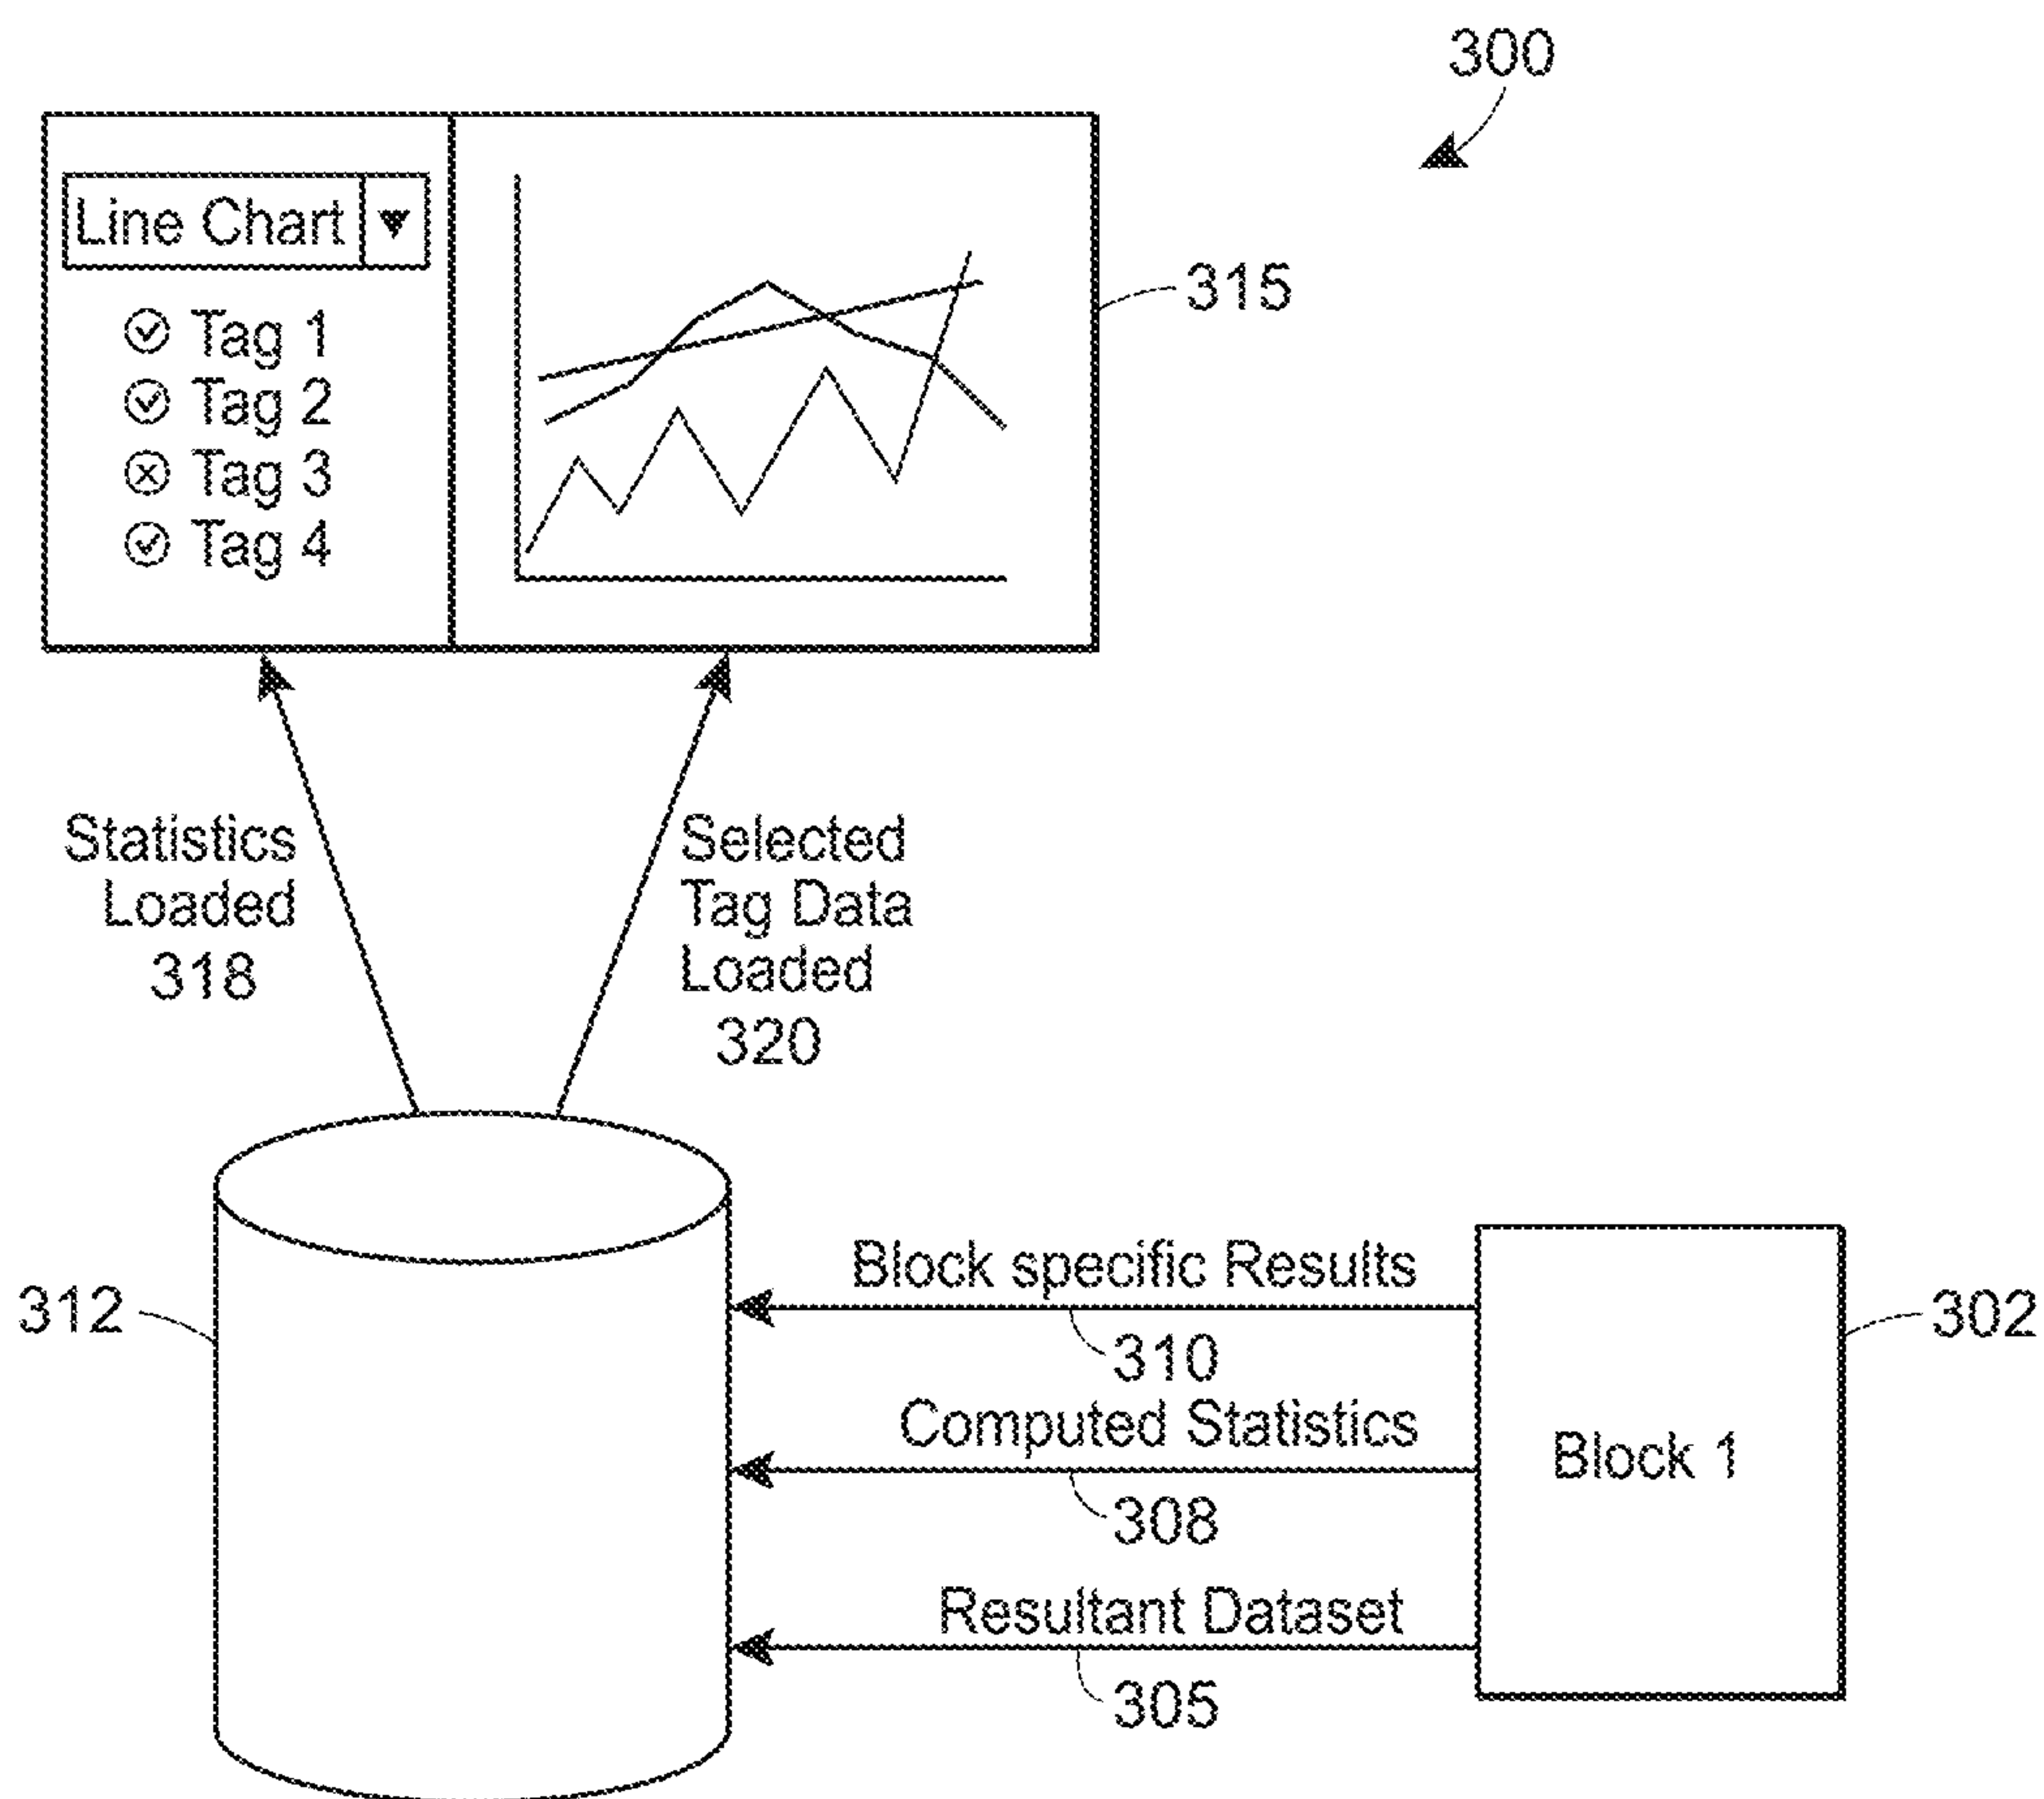 300
Line Chart
Tag 1
Tag 2
Tag 3
Tag 4
315
Statistics
Loaded
318
Selected
Tag Data
Loaded
320
312
Block specific Results
310
Computed Statistics
308
Resultant Dataset
305
Block 1
302